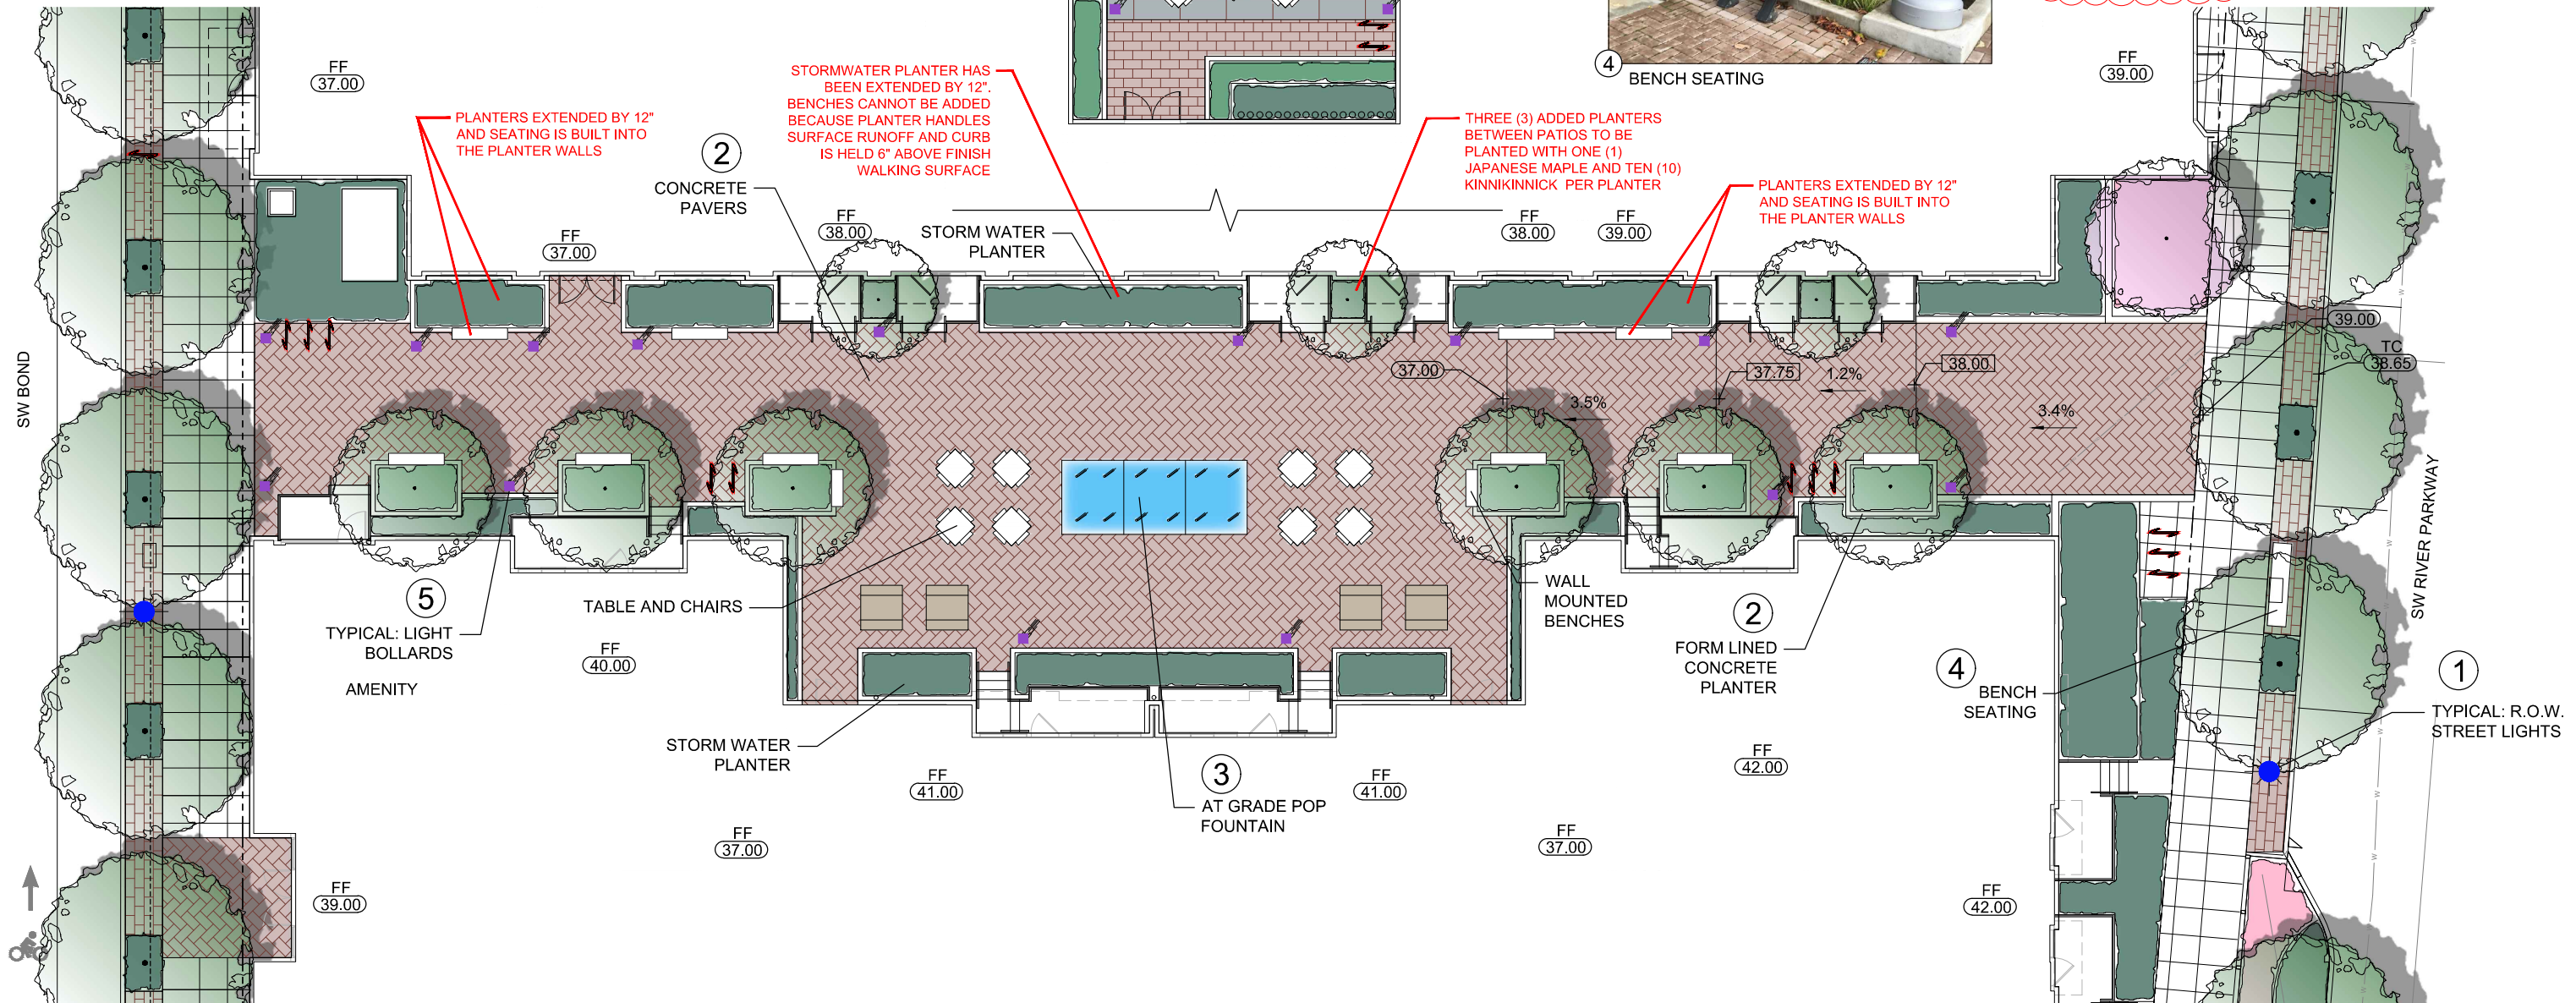 FF
37.00
PLANTERS EXTENDED BY 12"
AND SEATING IS BUILT INTO
THE PLANTER WALLS
STORMWATER PLANTER HAS
BEEN EXTENDED BY 12".
BENCHES CANNOT BE ADDED
BECAUSE PLANTER HANDLES
SURFACE RUNOFF AND CURB
IS HELD 6" ABOVE FINISH
WALKING SURFACE
4
BENCH SEATING
THREE (3) ADDED PLANTERS
BETWEEN PATIOS TO BE
PLANTED WITH ONE (1)
JAPANESE MAPLE AND TEN (10)
KINNIKINNICK PER PLANTER
PLANTERS EXTENDED BY 12"
AND SEATING IS BUILT INTO
THE PLANTER WALLS
FF
39.00
2
CONCRETE
PAVERS
FF
37.00
FF
38.00
STORM WATER
PLANTER
FF
38.00
FF
39.00
39.00
TC
38.65
37.00
37.75
1.2%
38.00
3.5%
3.4%
SW BOND
SW RIVER PARKWAY
5
TYPICAL: LIGHT
BOLLARDS
AMENITY
TABLE AND CHAIRS
FF
40.00
WALL
MOUNTED
BENCHES
2
FORM LINED
CONCRETE
PLANTER
4
BENCH
SEATING
1
TYPICAL: R.O.W.
STREET LIGHTS
STORM WATER
PLANTER
FF
41.00
3
AT GRADE POP
FOUNTAIN
FF
41.00
FF
42.00
FF
37.00
FF
37.00
FF
39.00
FF
42.00
W
W
W
W
W
W